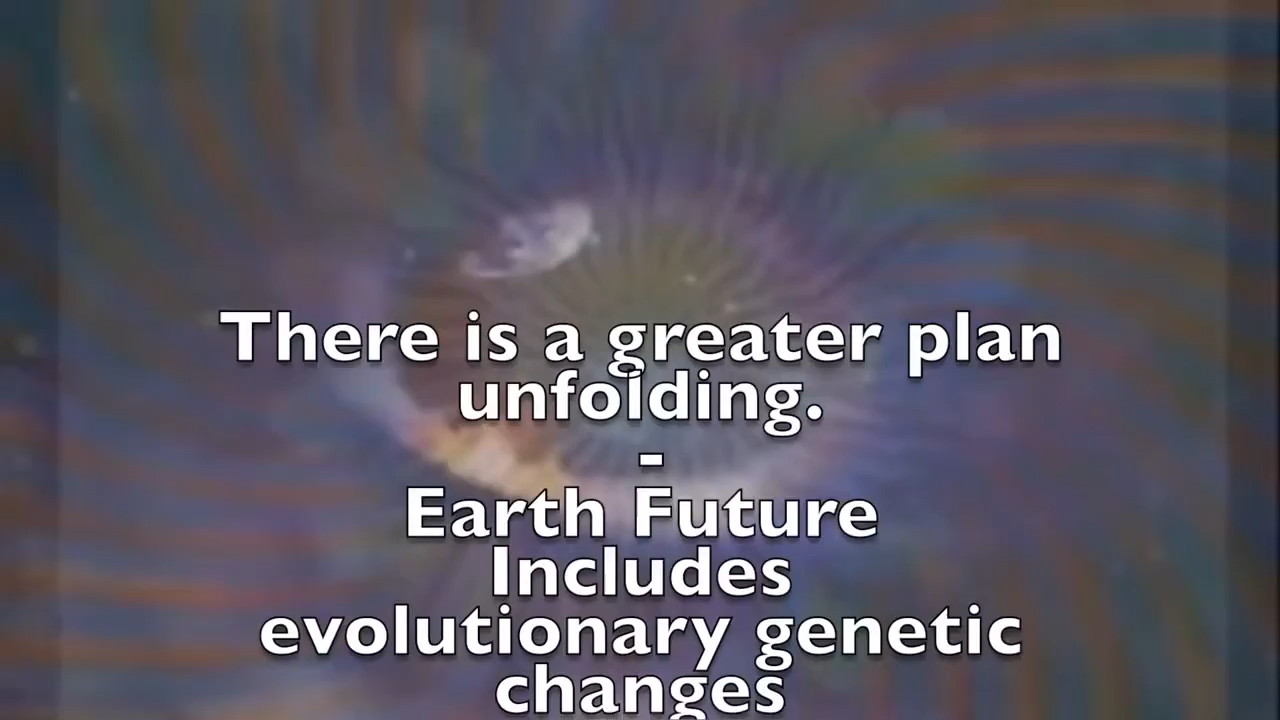 There is a greater plan
unfolding.
-
Earth Future
Includes
evolutionary genetic
changes